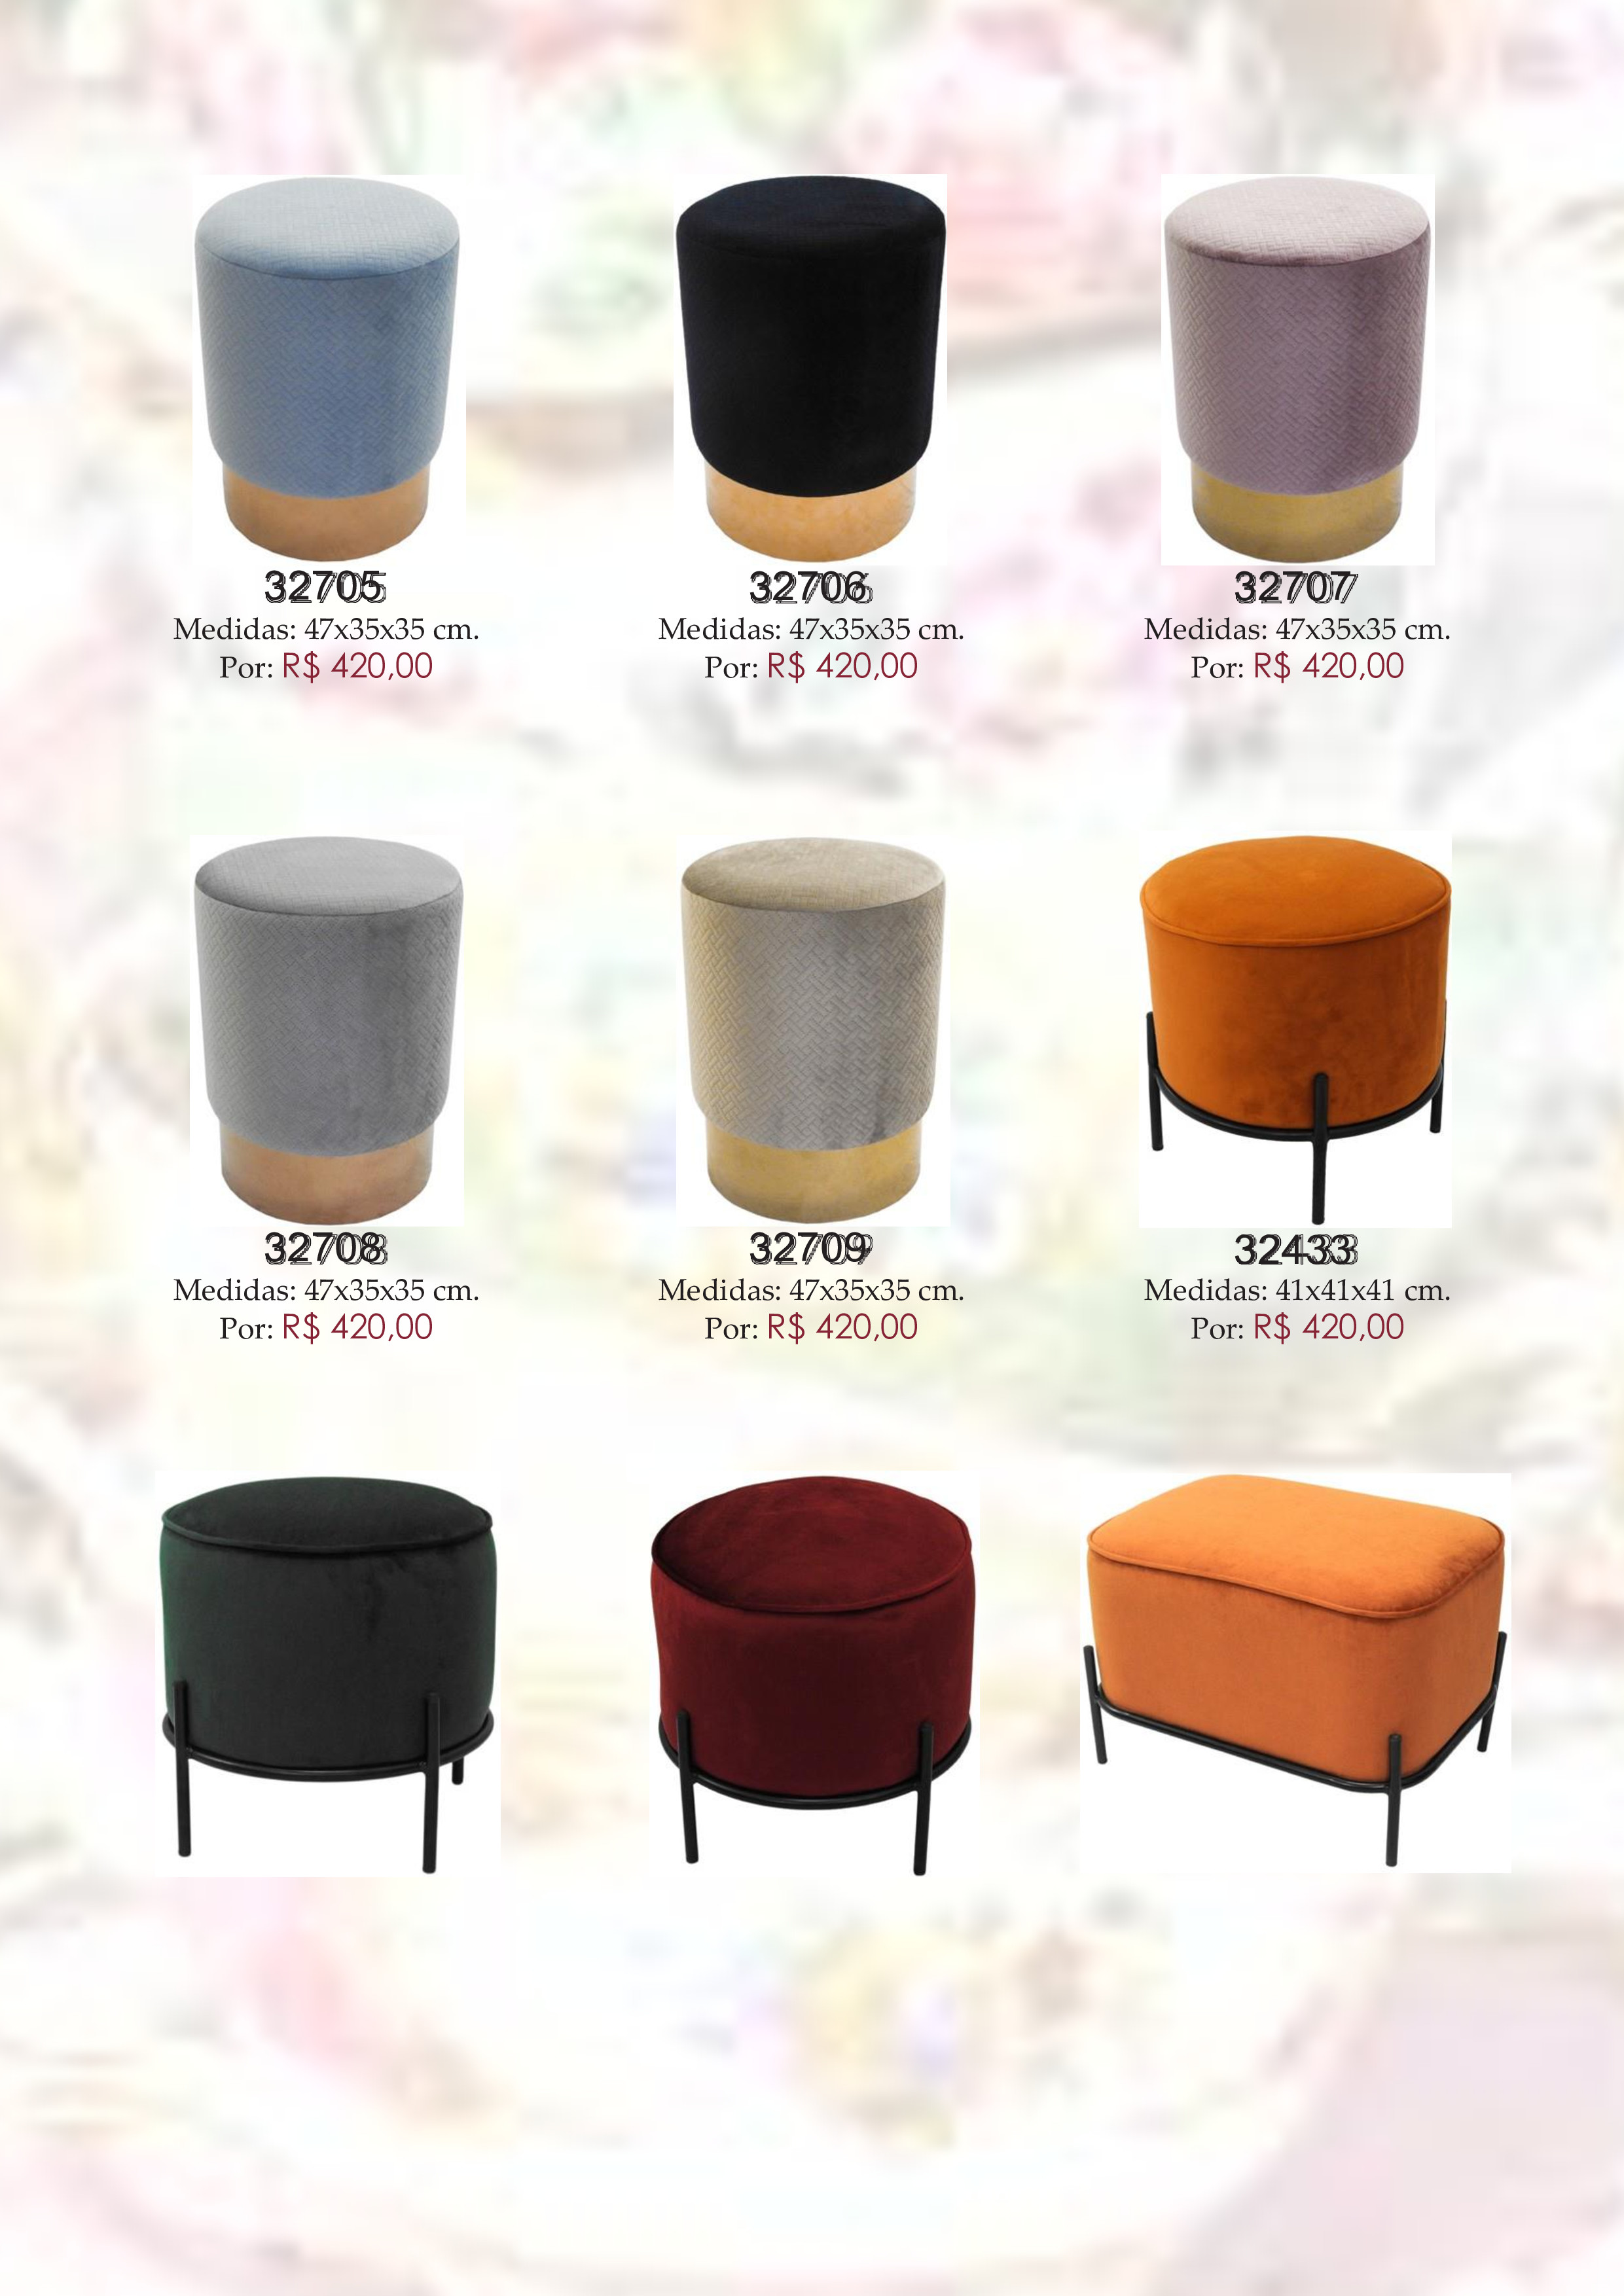 32705
Medidas: 47x35x35 cm.
Por: R$ 420,00
32706
Medidas: 47x35x35 cm.
Por: R$ 420,00
32707
Medidas: 47x35x35 cm.
Por: R$ 420,00
32708
Medidas: 47x35x35 cm.
Por: R$ 420,00
32709
Medidas: 47x35x35 cm.
Por: R$ 420,00
32433
Medidas: 41x41x41 cm.
Por: R$ 420,00